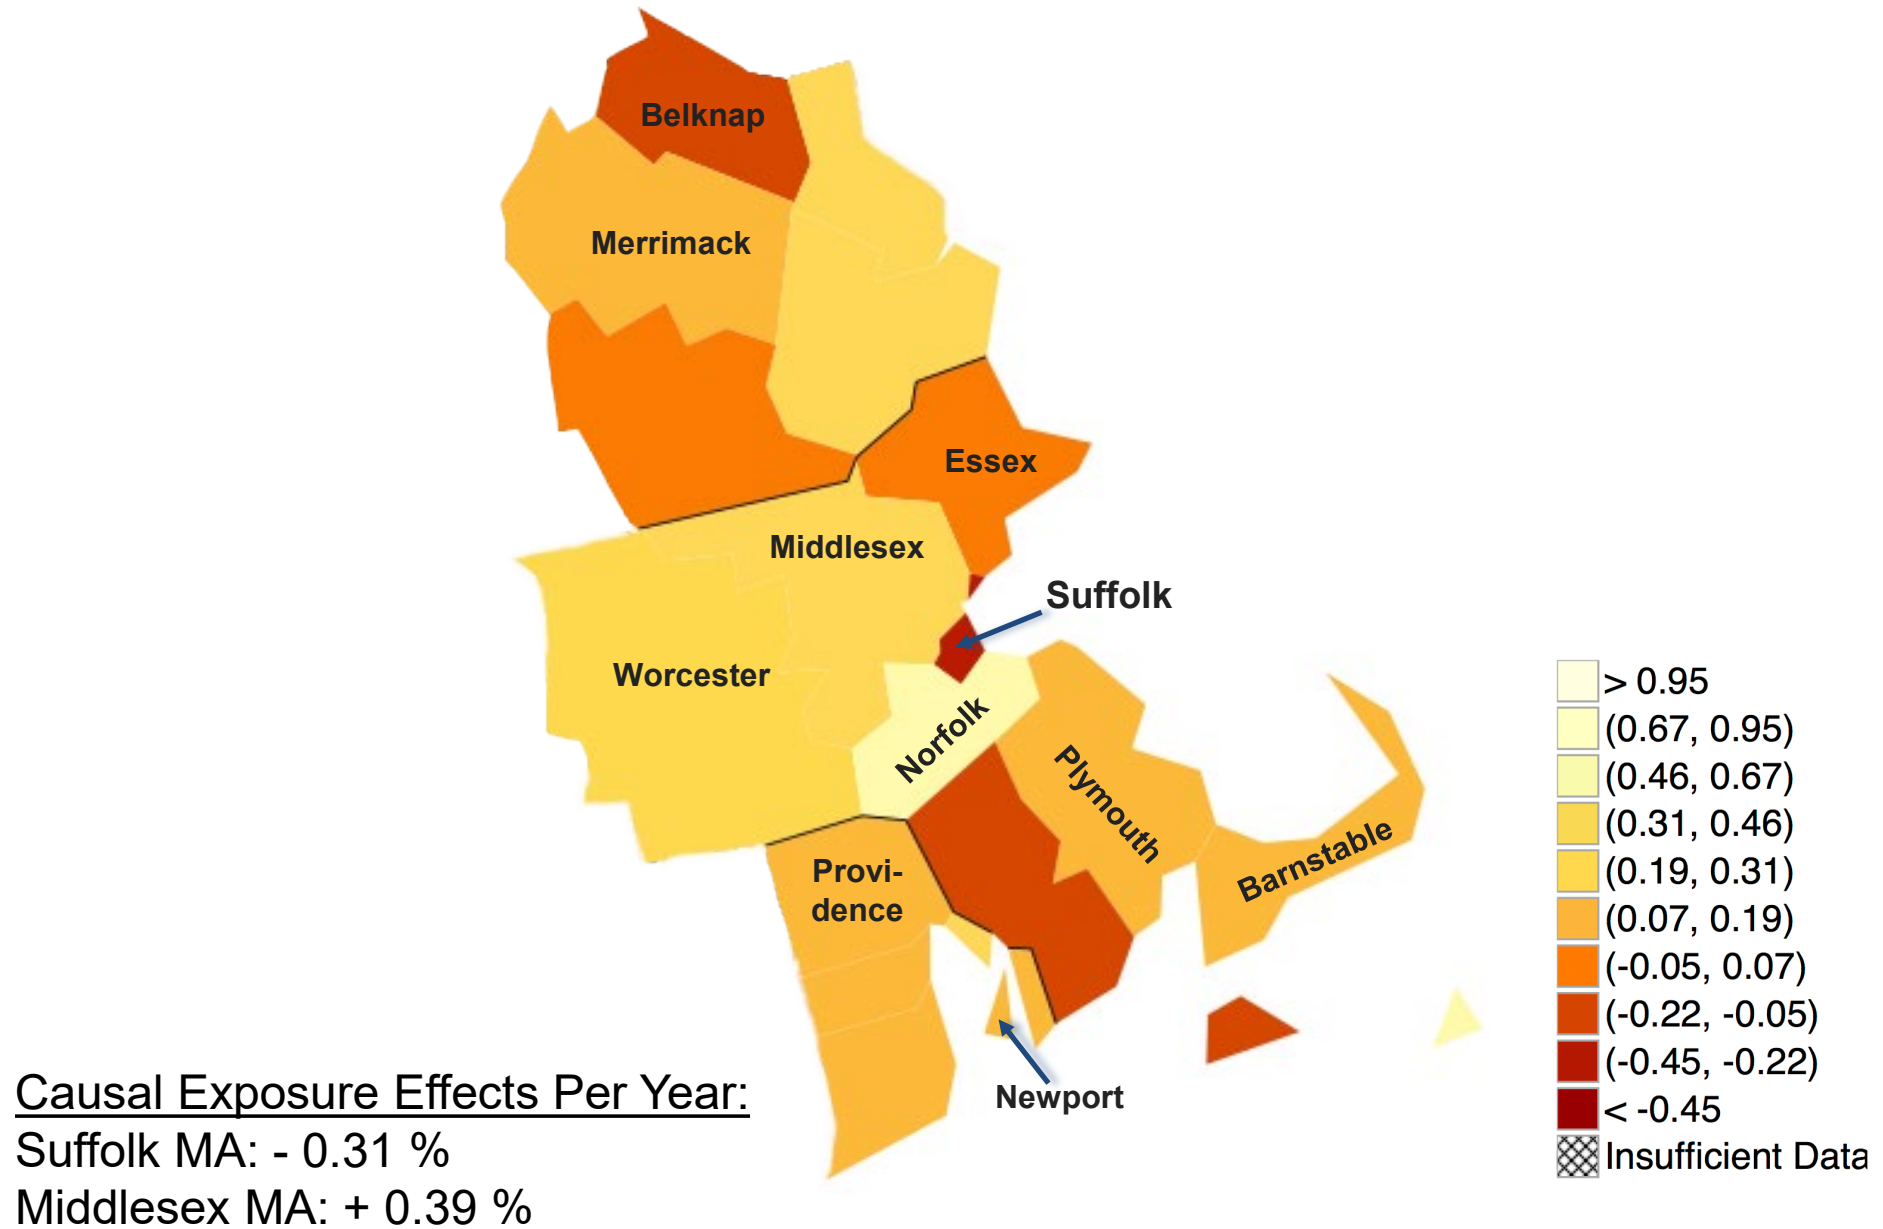 Belknap
Merrimack
Essex
Middlesex
Suffolk
Worcester
Norfolk
Plymouth
Barnstable
Provi-
dence
Newport
> 0.95
(0.67, 0.95)
(0.46, 0.67)
(0.31, 0.46)
(0.19, 0.31)
(0.07, 0.19)
(-0.05, 0.07)
(-0.22, -0.05)
(-0.45, -0.22)
< -0.45
Insufficient Data
Causal Exposure Effects Per Year:
Suffolk MA: - 0.31 %
Middlesex MA: + 0.39 %